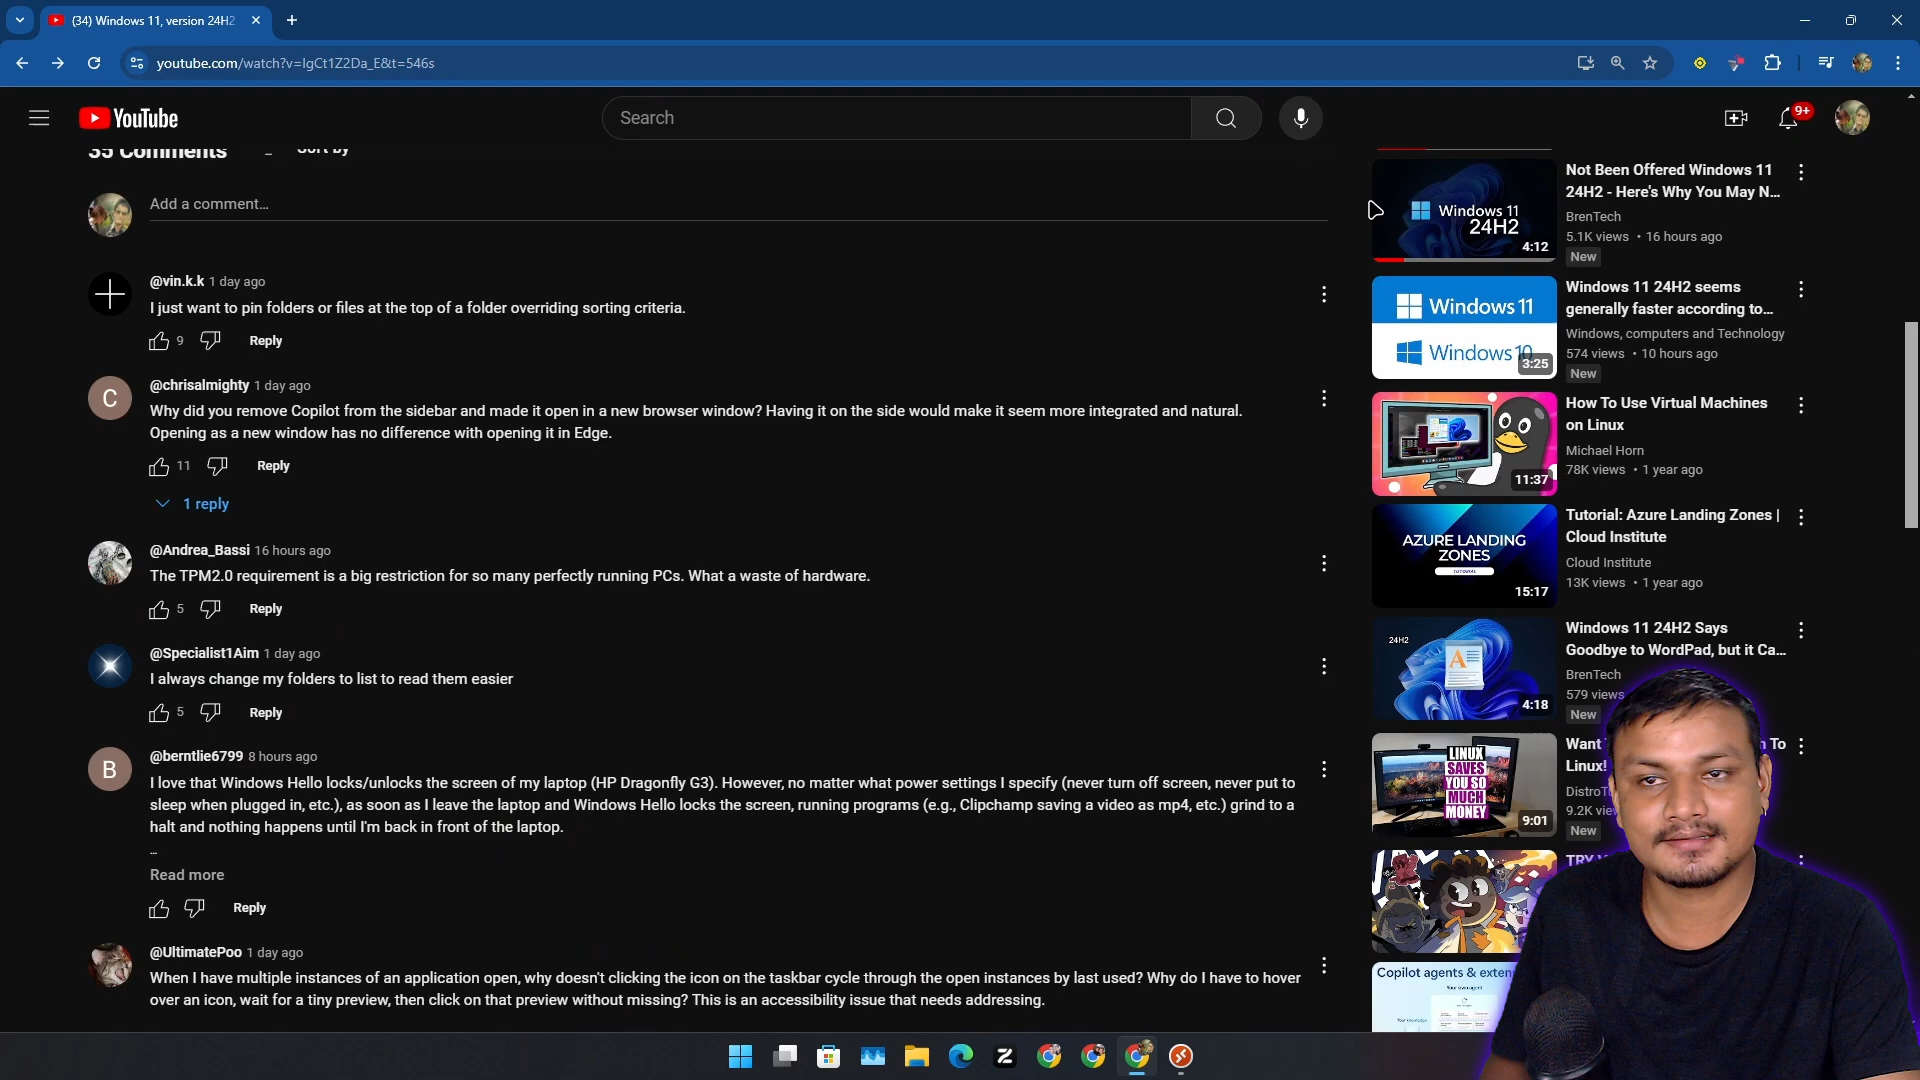 (34) Windows 11, version 24H2
youtube.com/watch?v=IgCt1Z2Da_E&t=546s
YouTube
Search
9+
35 Comments
Sort by
Add a comment…
@vin.k.k 1 day ago
I just want to pin folders or files at the top of a folder overriding sorting criteria.
9 Reply
C
@chrisalmighty 1 day ago
Why did you remove Copilot from the sidebar and made it open in a new browser window? Having it on the side would make it seem more integrated and natural.
Opening as a new window has no difference with opening it in Edge.
11 Reply
1 reply
@Andrea_Bassi 16 hours ago
The TPM2.0 requirement is a big restriction for so many perfectly running PCs. What a waste of hardware.
5 Reply
@Specialist1Aim 1 day ago
I always change my folders to list to read them easier
5 Reply
B
@berntlie6799 8 hours ago
I love that Windows Hello locks/unlocks the screen of my laptop (HP Dragonfly G3). However, no matter what power settings I specify (never turn off screen, never put to
sleep when plugged in, etc.), as soon as I leave the laptop and Windows Hello locks the screen, running programs (e.g., Clipchamp saving a video as mp4, etc.) grind to a
halt and nothing happens until I'm back in front of the laptop.
...
Read more
Reply
@UltimatePoo 1 day ago
When I have multiple instances of an application open, why doesn't clicking the icon on the taskbar cycle through the open instances by last used? Why do I have to hover
over an icon, wait for a tiny preview, then click on that preview without missing? This is an accessibility issue that needs addressing.
Windows 11
24H2
4:12
Not Been Offered Windows 11
24H2 - Here's Why You May N...
BrenTech
5.1K views • 16 hours ago
New
Windows 11
Windows 10
3:25
Windows 11 24H2 seems
generally faster according to...
Windows, computers and Technology
574 views • 10 hours ago
New
11:37
How To Use Virtual Machines
on Linux
Michael Horn
78K views • 1 year ago
AZURE LANDING
ZONES
15:17
Tutorial: Azure Landing Zones |
Cloud Institute
Cloud Institute
13K views • 1 year ago
24H2
A
4:18
Windows 11 24H2 Says
Goodbye to WordPad, but it Ca...
BrenTech
579 views
New
LINUX
SAVES
YOU SO
MUCH
MONEY
9:01
Want
To
Linux!
New
TRY
Copilot agents &
Z